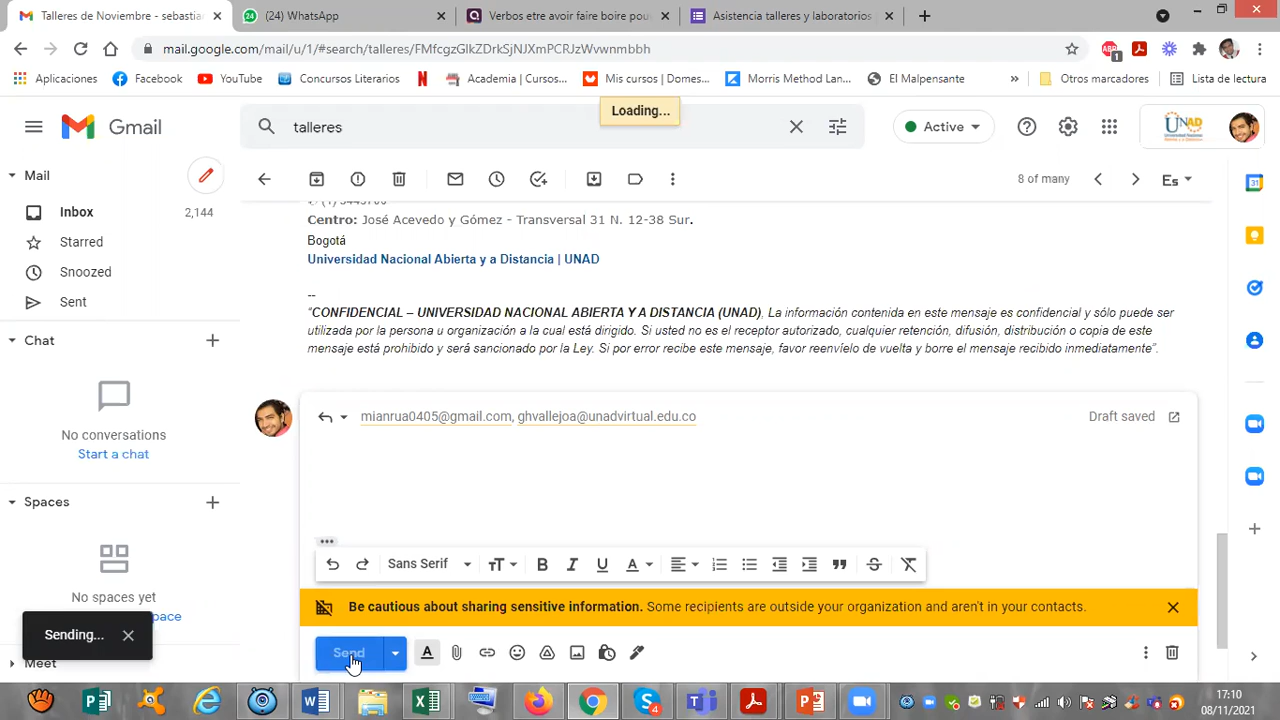 Talleres de Noviembre - sebastia
(24) WhatsApp
Verbos etre avoir faire boire pou
Asistencia talleres y laboratorios
mail.google.com/mail/u/1/#search/talleres/FMfcgzGlkZDrkSjNJXmPCRJzWvwnmbbh
ABP
1
Aplicaciones
Facebook
YouTube
Concursos Literarios
Academia | Cursos...
Mis cursos | Domes...
Morris Method Lan...
El Malpensante
»
Otros marcadores
Lista de lectura
Loading...
Gmail
talleres
Active
UNAD
Mail
8 of many
Es
Inbox 2,144
Starred
Snoozed
Sent
Chat
No conversations
Start a chat
Spaces
No spaces yet
space
Sending...
Meet
Centro: José Acevedo y Gómez - Transversal 31 N. 12-38 Sur.
Bogotá
Universidad Nacional Abierta y a Distancia | UNAD
--
"CONFIDENCIAL – UNIVERSIDAD NACIONAL ABIERTA Y A DISTANCIA (UNAD), La información contenida en este mensaje es confidencial y sólo puede ser
utilizada por la persona u organización a la cual está dirigido. Si usted no es el receptor autorizado, cualquier retención, difusión, distribución o copia de este
mensaje está prohibido y será sancionado por la Ley. Si por error recibe este mensaje, favor reenvíelo de vuelta y borre el mensaje recibido inmediatamente".
mianrua0405@gmail.com, ghvallejoa@unadvirtual.edu.co
Draft saved
Sans Serif
Be cautious about sharing sensitive information. Some recipients are outside your organization and aren't in your contacts.
Send
17:10
08/11/2021